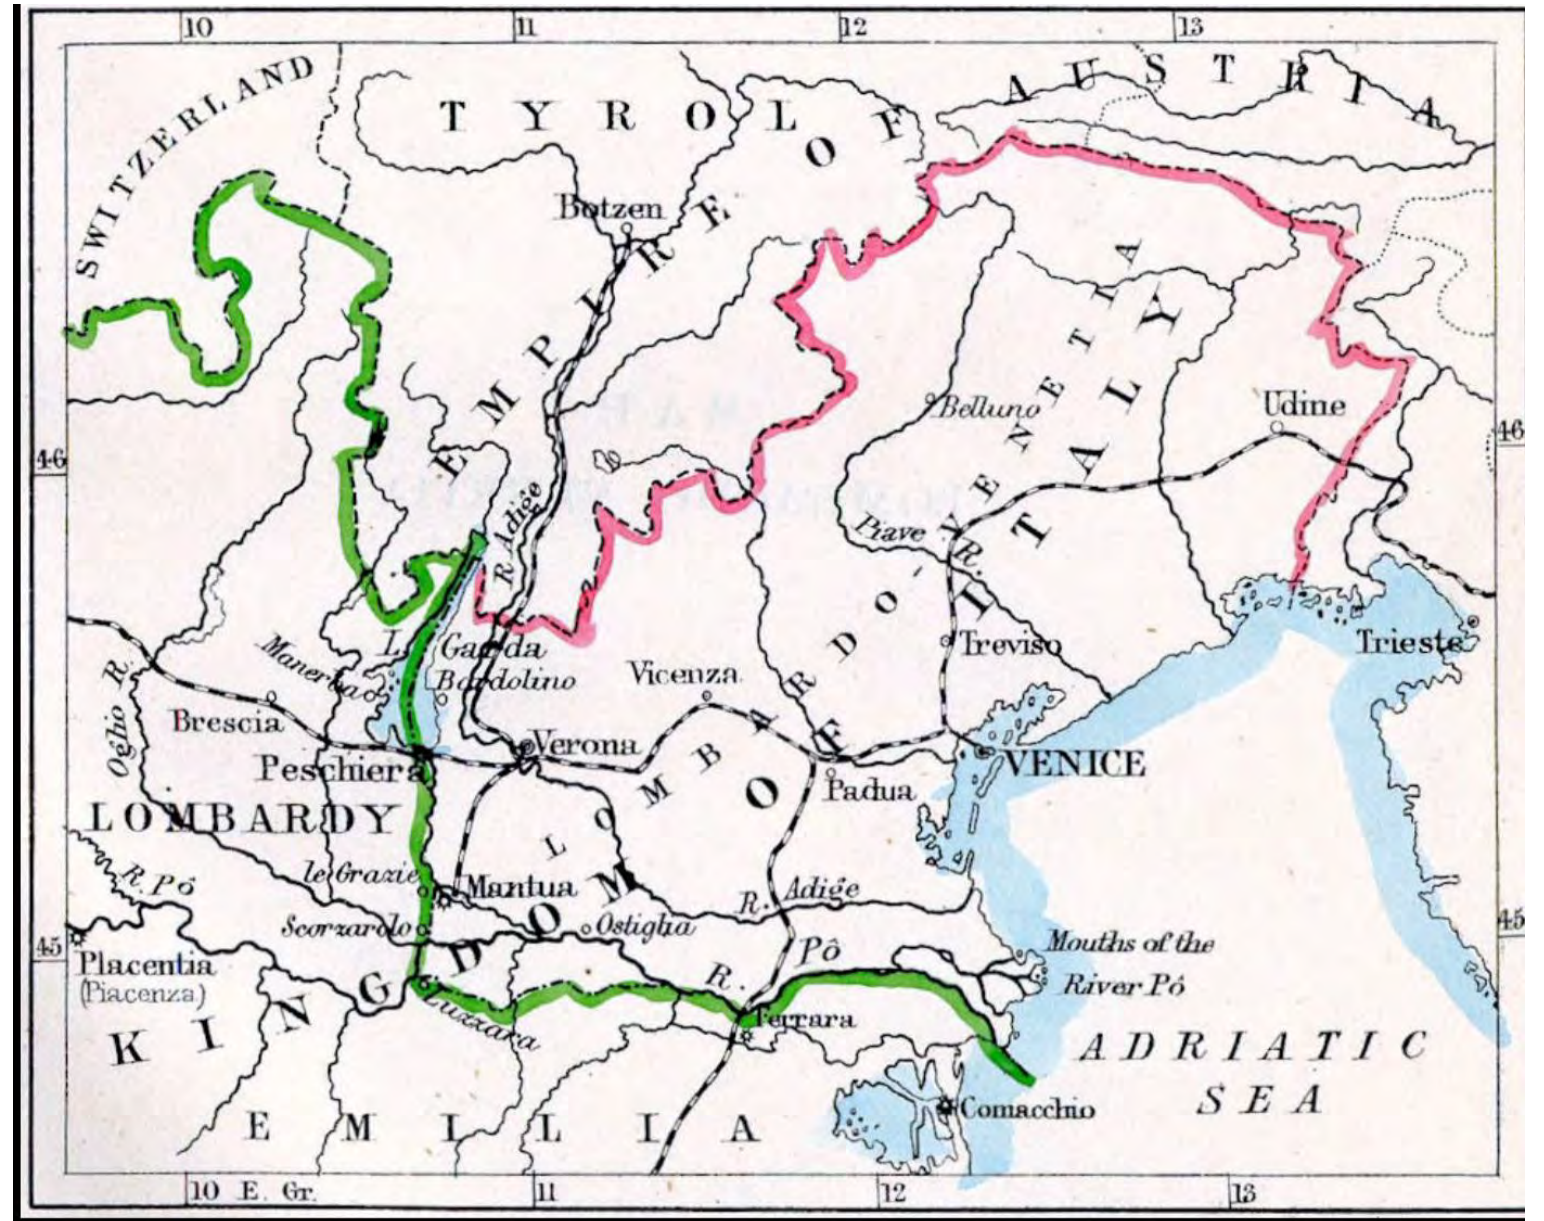 10
11
12
13
SWITZERLAND
TYROL
EMPIRE OF AUSTRIA
Botzen
46
46
Belluno
Udine
VENETIA
KINGDOM OF ITALY
LOMBARDO-
R. Adige
Piave R.
L. Garda
Manerba
Bardolino
Vicenza
Treviso
Trieste
Oglio R.
Brescia
Verona
Peschiera
VENICE
Padua
LOMBARDY
le Grazie
Mantua
R. Adige
R. Pô
Scorzarolo
Ostiglia
45
45
Placentia
(Piacenza)
Luzzara
R. Pô
Mouths of the
River Pô
Ferrara
ADRIATIC
SEA
Comacchio
EMILIA
10 E. Gr.
11
12
13